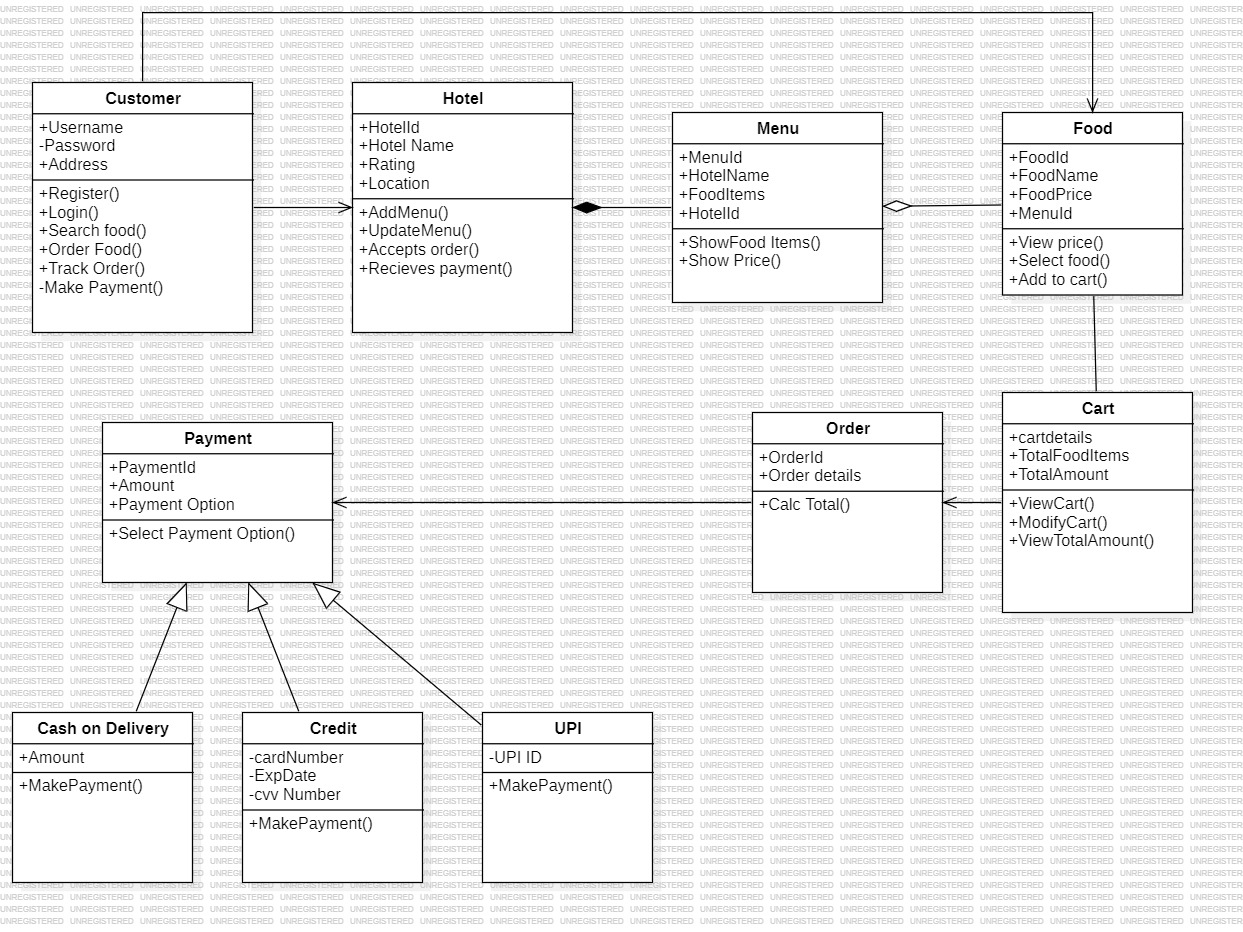 Customer
+Username
-Password
+Address
+Register()
+Login()
+Search food()
+Order Food()
+Track Order()
-Make Payment()
Hotel
+HotelId
+Hotel Name
+Rating
+Location
+AddMenu()
+UpdateMenu()
+Accepts order()
+Recieves payment()
Menu
+MenuId
+HotelName
+FoodItems
+HotelId
+ShowFood Items()
+Show Price()
Food
+FoodId
+FoodName
+FoodPrice
+MenuId
+View price()
+Select food()
+Add to cart()
Payment
+PaymentId
+Amount
+Payment Option
+Select Payment Option()
Order
+OrderId
+Order details
+Calc Total()
Cart
+cartdetails
+TotalFoodItems
+TotalAmount
+ViewCart()
+ModifyCart()
+ViewTotalAmount()
Cash on Delivery
+Amount
+MakePayment()
Credit
-cardNumber
-ExpDate
-cvv Number
+MakePayment()
UPI
-UPI ID
+MakePayment()
UNREGISTERED